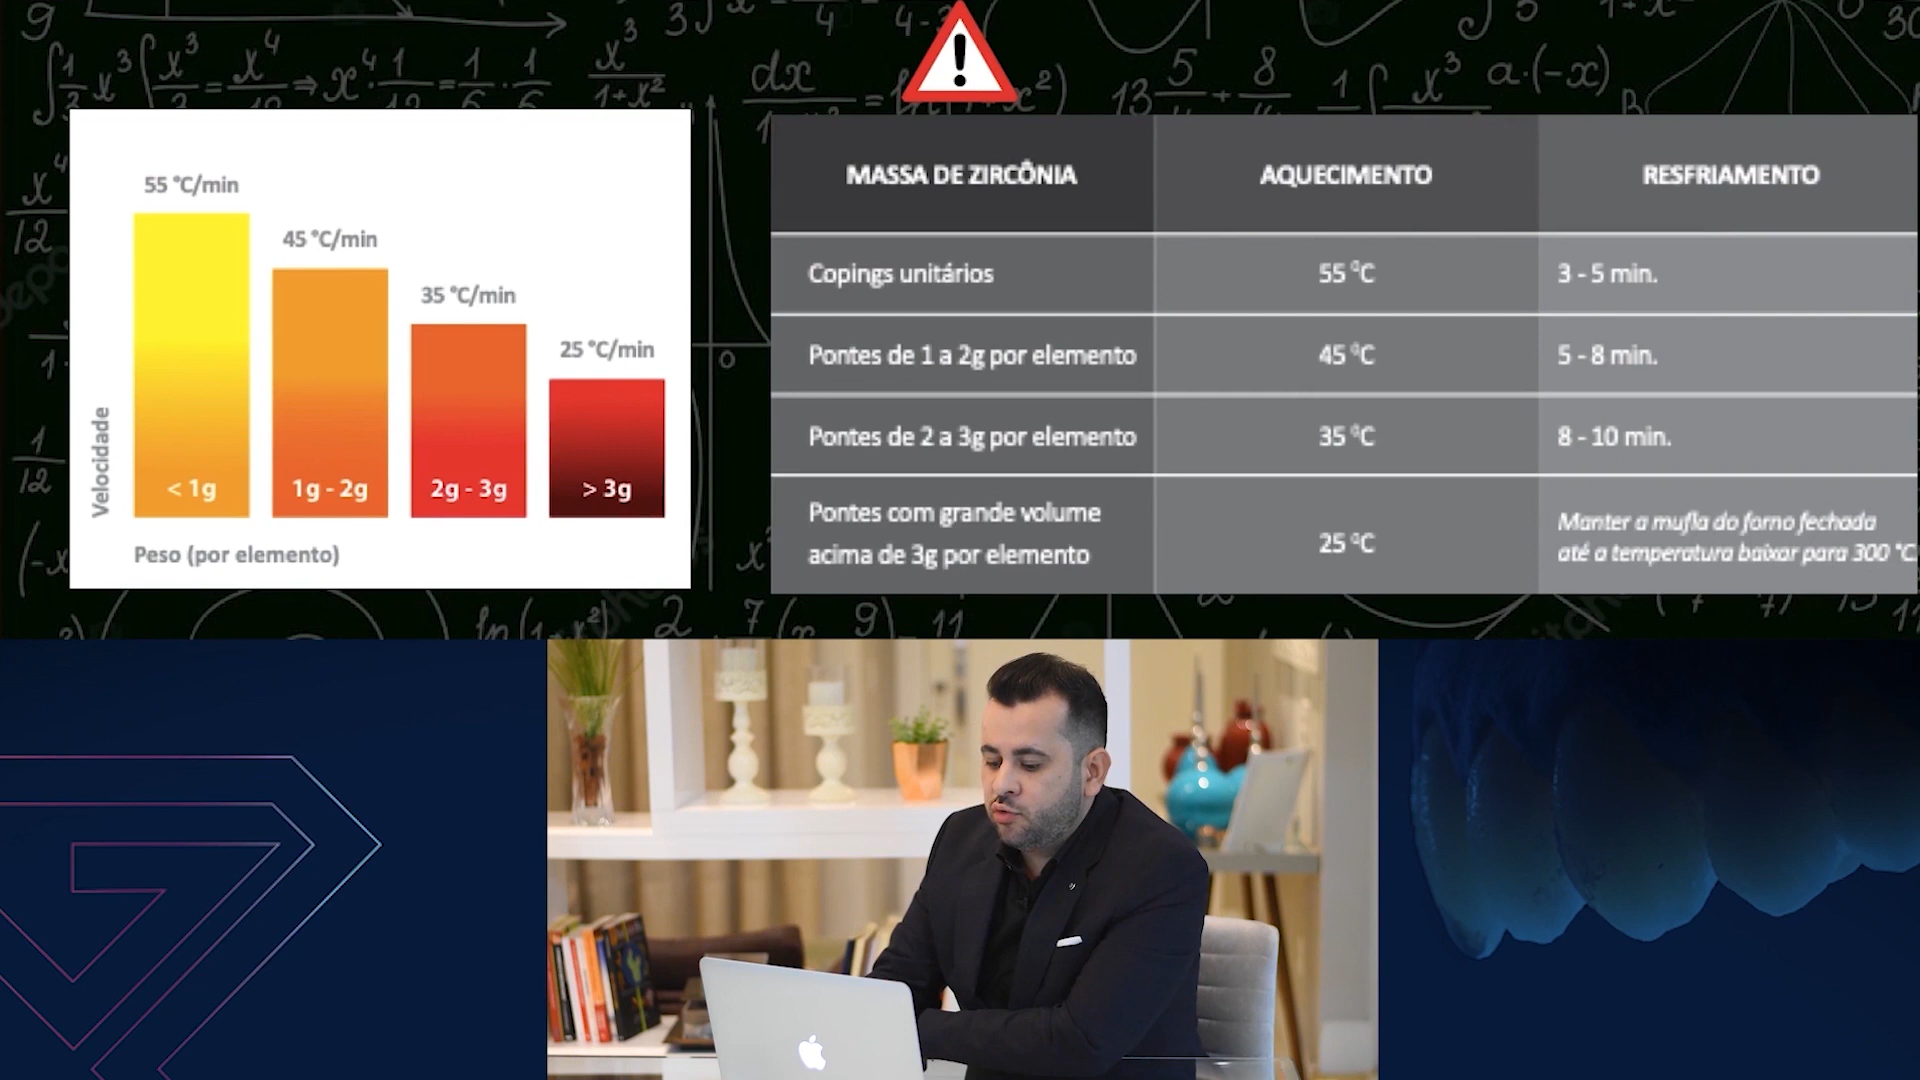 55 °C/min
45 °C/min
35 °C/min
25 °C/min
Velocidade
< 1g
1g - 2g
2g - 3g
> 3g
Peso (por elemento)
MASSA DE ZIRCÔNIA
AQUECIMENTO
RESFRIAMENTO
Copings unitários
55 °C
3 - 5 min.
Pontes de 1 a 2g por elemento
45 °C
5 - 8 min.
Pontes de 2 a 3g por elemento
35 °C
8 - 10 min.
Pontes com grande volume
acima de 3g por elemento
25 °C
Manter a mufla do forno fechada
até a temperatura baixar para 300 °C.